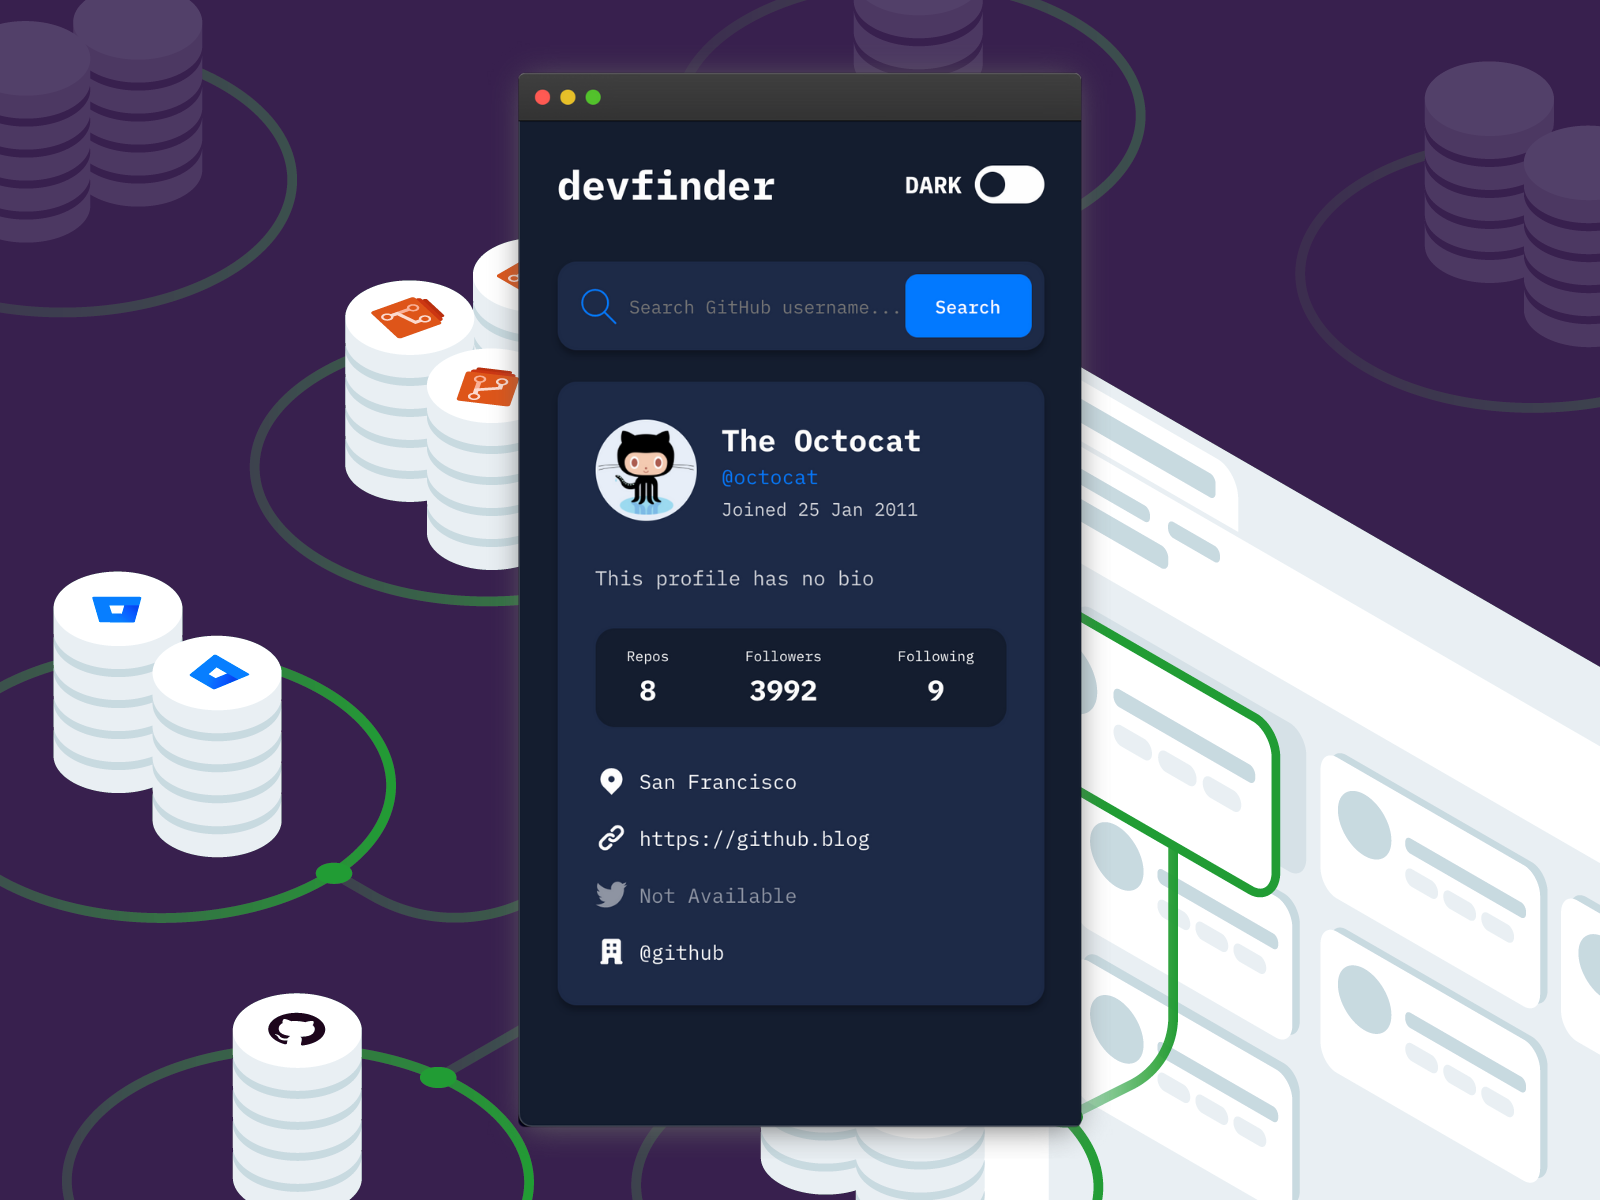 devfinder
DARK
Search GitHub username...
Search
The Octocat
@octocat
Joined 25 Jan 2011
This profile has no bio
Repos
Followers
Following
8
3992
9
San Francisco
https://github.blog
Not Available
@github